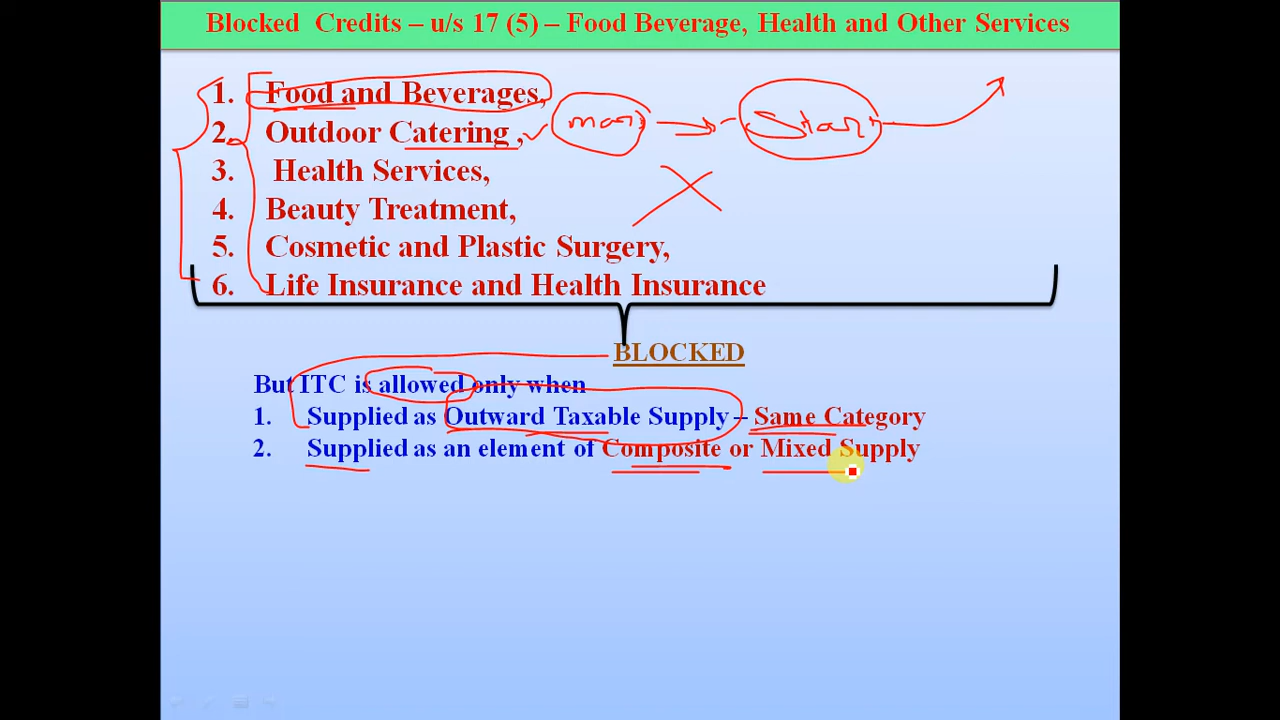 Blocked Credits – u/s 17 (5) – Food Beverage, Health and Other Services
1. Food and Beverages,
2. Outdoor Catering ,
3. Health Services,
4. Beauty Treatment,
5. Cosmetic and Plastic Surgery,
6. Life Insurance and Health Insurance
BLOCKED
But ITC is allowed only when
1. Supplied as Outward Taxable Supply – Same Category
2. Supplied as an element of Composite or Mixed Supply